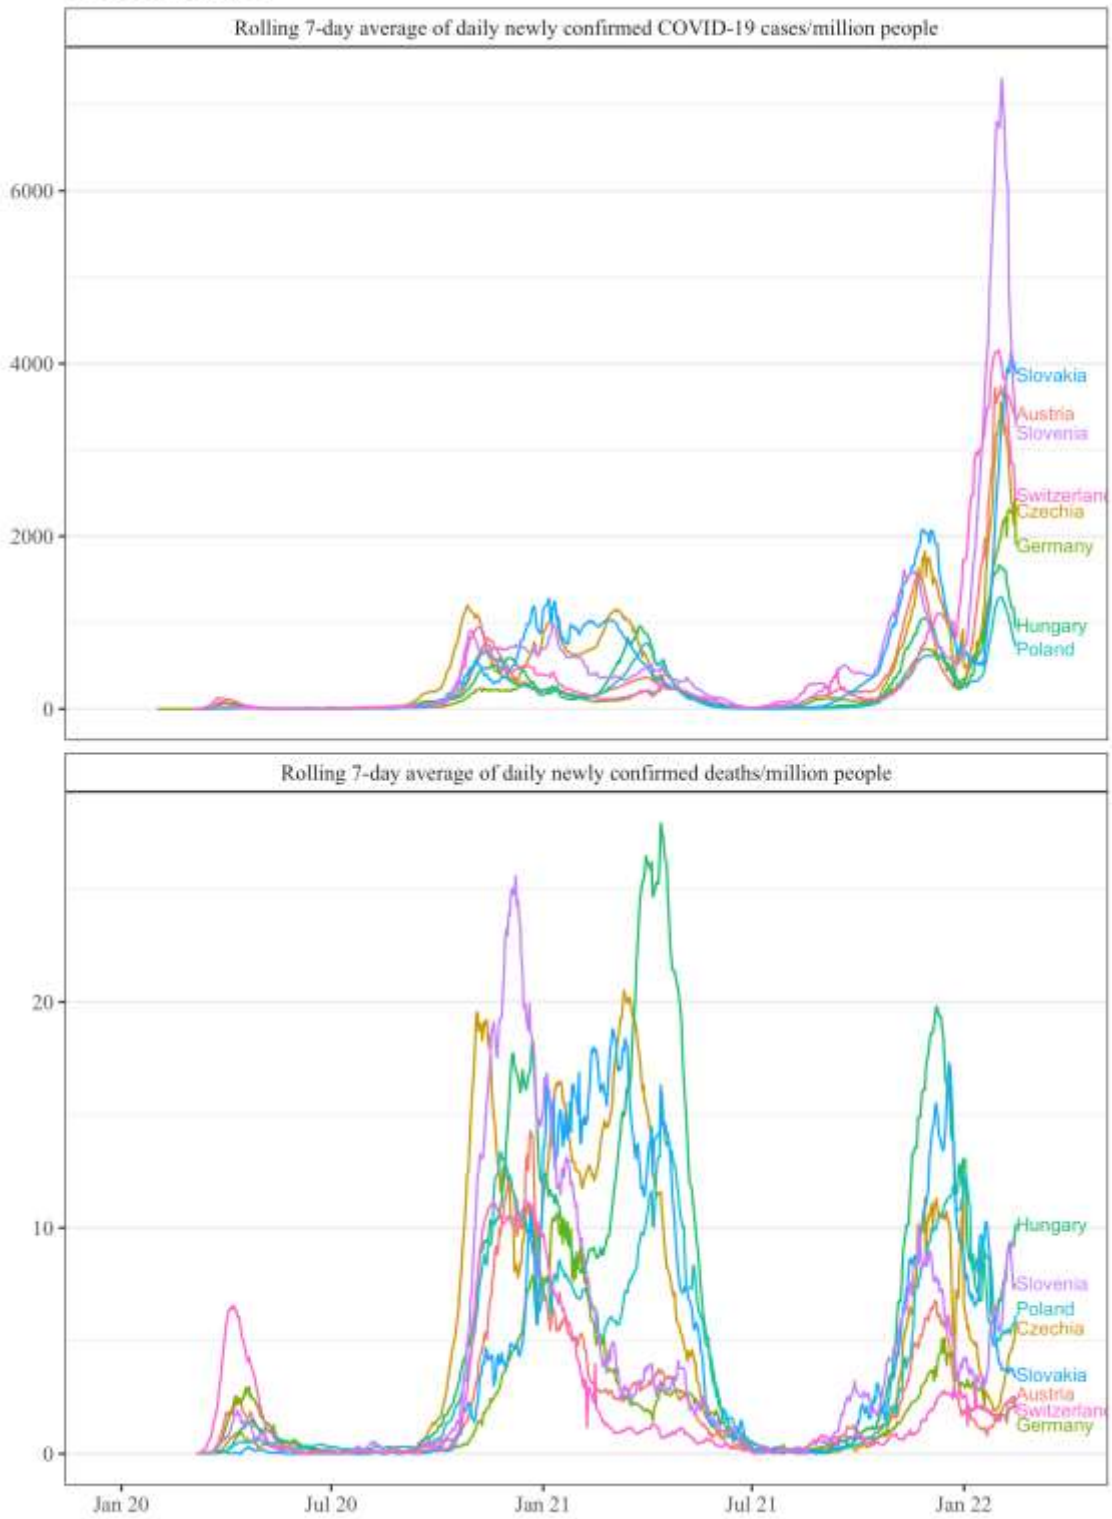 Rolling 7-day average of daily newly confirmed COVID-19 cases/million people
6000
4000
Slovakia
Austria
Slovenia
Switzerlan
Czechia
2000
Germany
Hungary
Poland
0
Rolling 7-day average of daily newly confirmed deaths/million people
20
10
Hungary
Slovenia
Poland
Czechia
Slovakia
Austria
Switzerlan
Germany
0
Jan 20 Jul 20 Jan 21 Jul 21 Jan 22